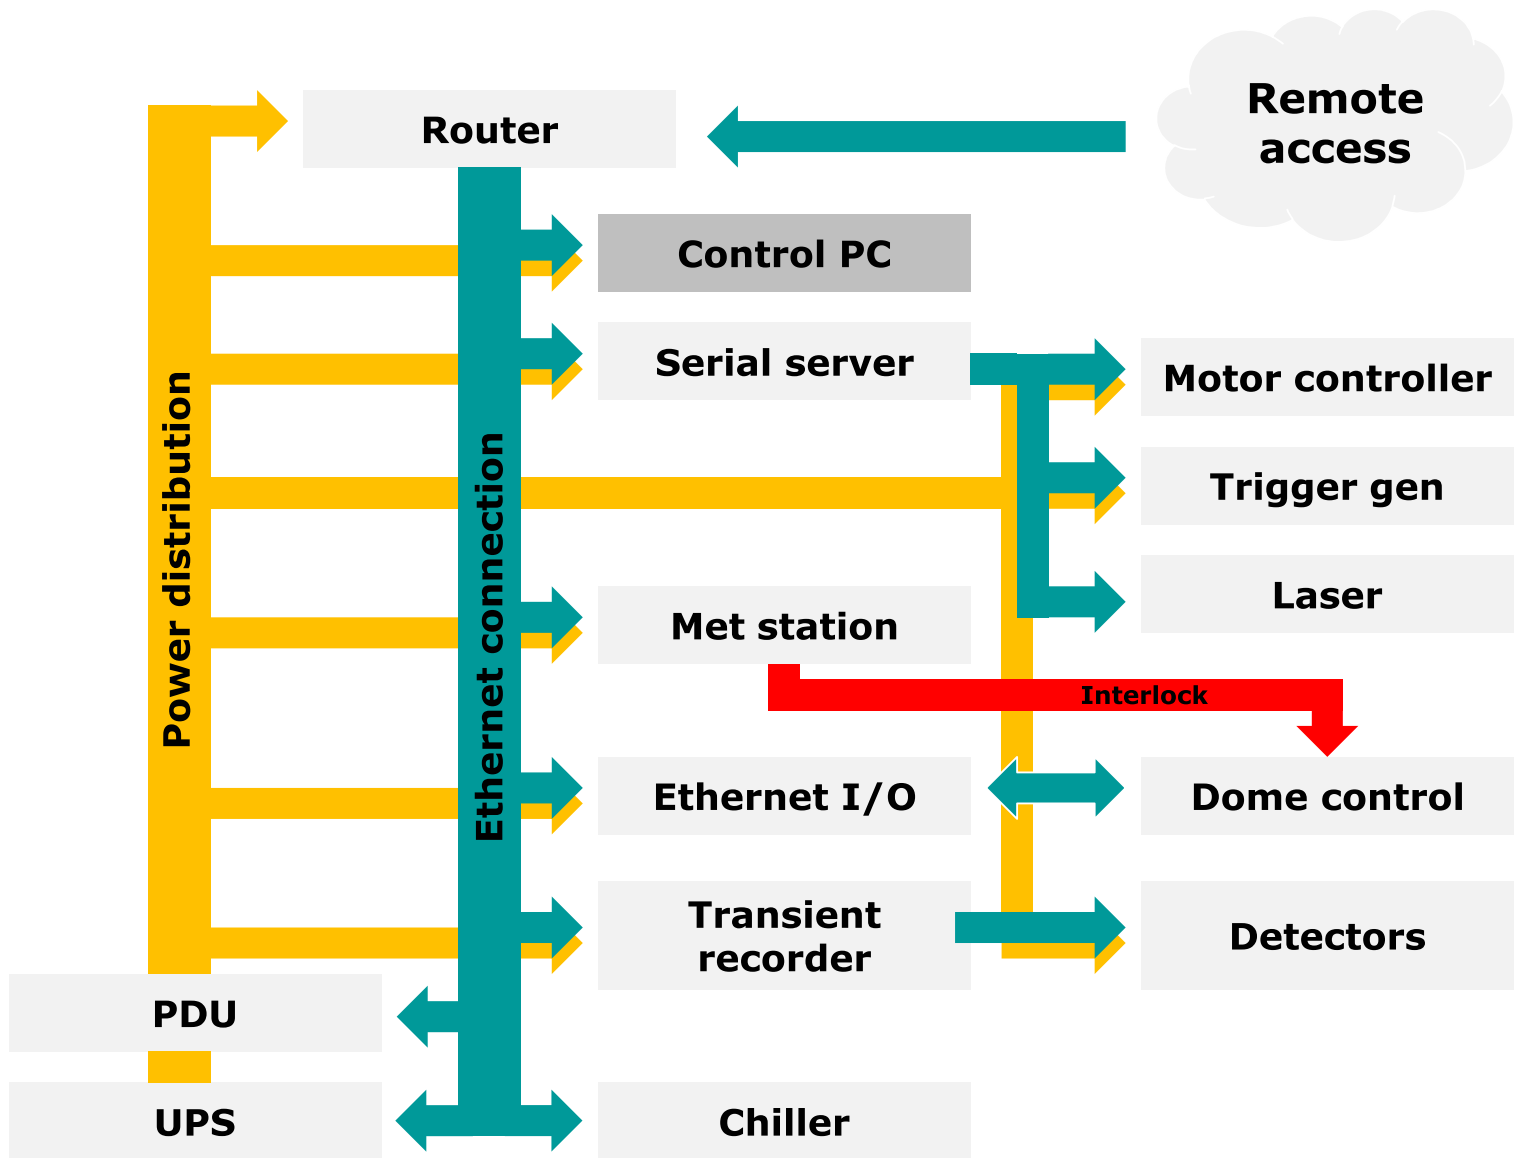 Remote
access
Router
Control PC
Serial server
Motor controller
Trigger gen
Power distribution
Ethernet connection
Laser
Met station
Interlock
Ethernet I/O
Dome control
Transient
recorder
Detectors
PDU
UPS
Chiller